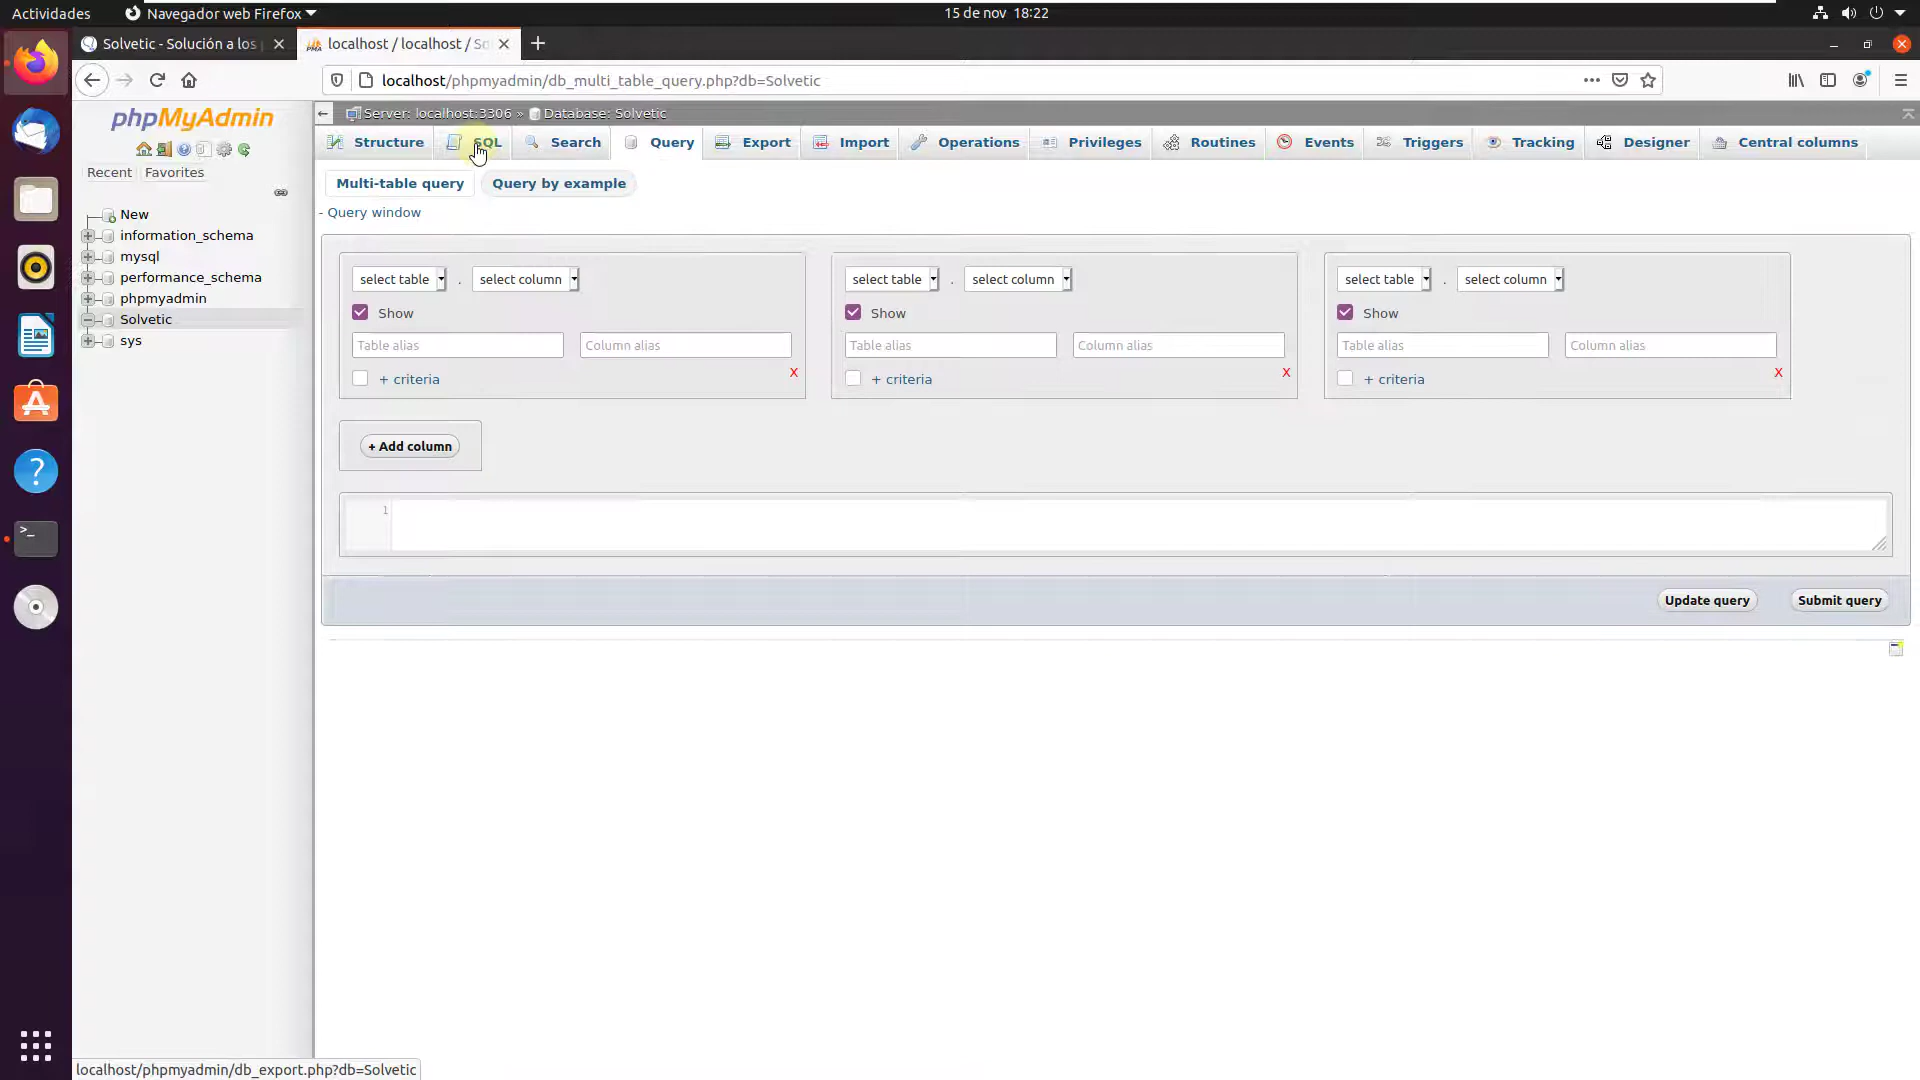 Actividades
Navegador web Firefox
15 de nov 18:22
Solvetic - Solución a los
localhost / localhost / So
localhost/phpmyadmin/db_multi_table_query.php?db=Solvetic
phpMyAdmin
Recent Favorites
New
information_schema
mysql
performance_schema
phpmyadmin
Solvetic
sys
Server: localhost:3306 » Database: Solvetic
Structure SQL Search Query Export Import Operations Privileges Routines Events Triggers Tracking Designer Central columns
Multi-table query Query by example
- Query window
select table . select column select table . select column select table . select column
Show Show Show
Table alias Column alias Table alias Column alias Table alias Column alias
+ criteria X + criteria X + criteria X
+ Add column
1
Update query Submit query
localhost/phpmyadmin/db_export.php?db=Solvetic